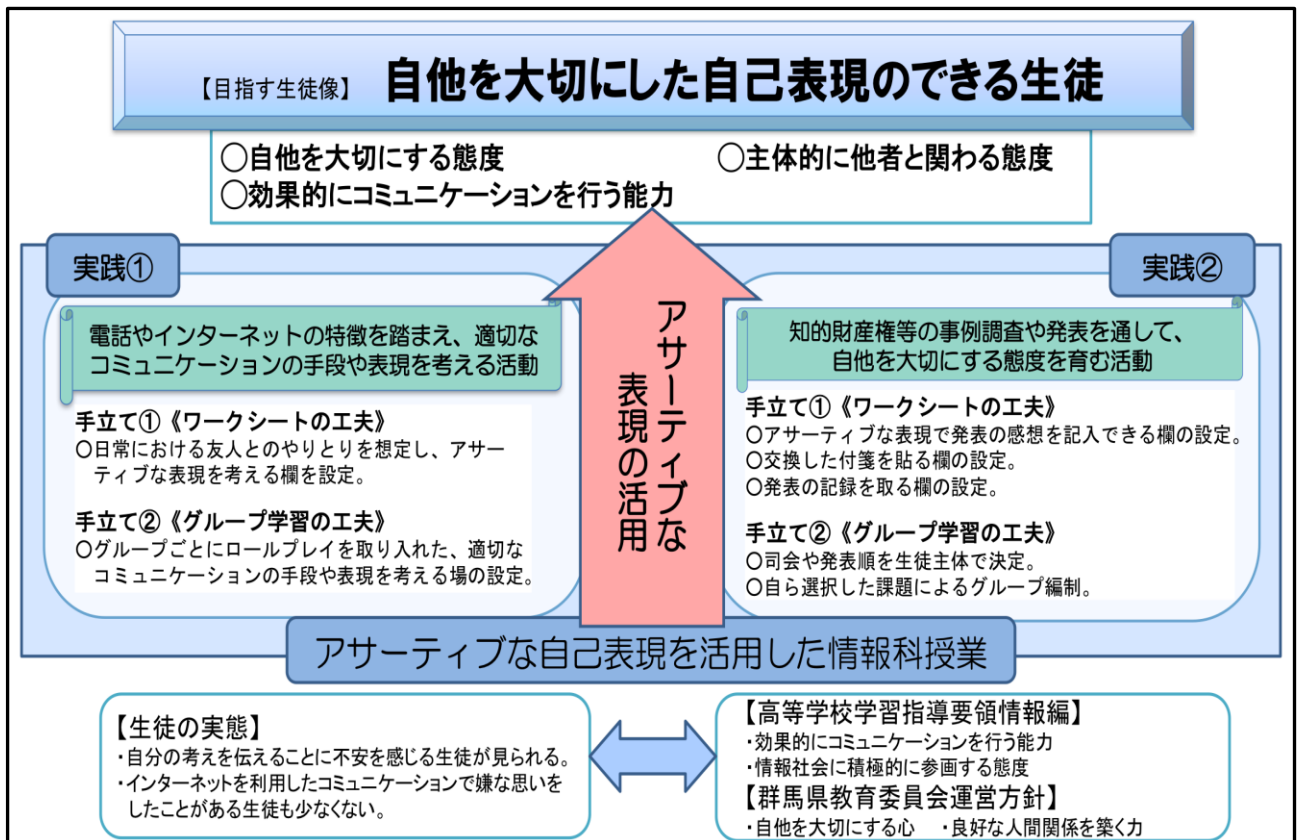 【目指す生徒像】 自他を大切にした自己表現のできる生徒
○自他を大切にする態度 ○主体的に他者と関わる態度
○効果的にコミュニケーションを行う能力
実践①
電話やインターネットの特徴を踏まえ、適切な
コミュニケーションの手段や表現を考える活動
手立て①《ワークシートの工夫》
○日常における友人とのやりとりを想定し、アサー
ティブな表現を考える欄を設定。
手立て②《グループ学習の工夫》
○グループごとにロールプレイを取り入れた、適切な
コミュニケーションの手段や表現を考える場の設定。
アサーティブな
表現の活用
実践②
知的財産権等の事例調査や発表を通して、
自他を大切にする態度を育む活動
手立て①《ワークシートの工夫》
○アサーティブな表現で発表の感想を記入できる欄の設定。
○交換した付箋を貼る欄の設定。
○発表の記録を取る欄の設定。
手立て②《グループ学習の工夫》
○司会や発表順を生徒主体で決定。
○自ら選択した課題によるグループ編制。
アサーティブな自己表現を活用した情報科授業
【生徒の実態】
・自分の考えを伝えることに不安を感じる生徒が見られる。
・インターネットを利用したコミュニケーションで嫌な思いを
したことがある生徒も少なくない。
【高等学校学習指導要領情報編】
・効果的にコミュニケーションを行う能力
・情報社会に積極的に参画する態度
【群馬県教育委員会運営方針】
・自他を大切にする心 ・良好な人間関係を築く力